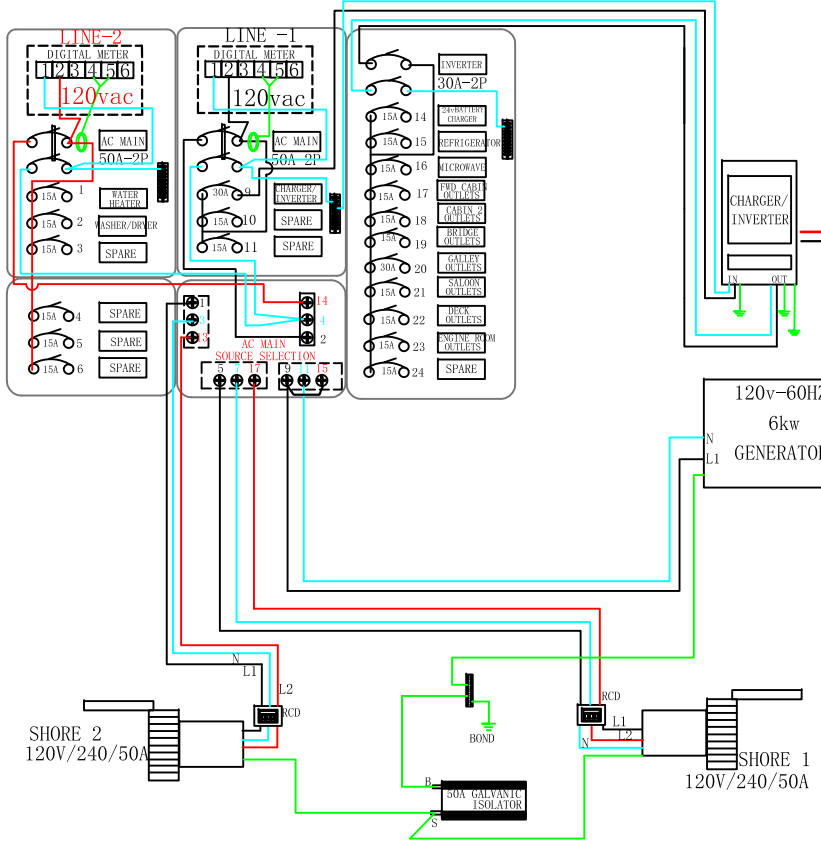 LINE-2
DIGITAL METER
1 2 3 4 5 6
120vac
AC MAIN
50A-2P
1
15A
WATER
HEATER
2
15A
WASHER/DRYER
3
15A
SPARE
4
15A
SPARE
5
15A
SPARE
6
15A
SPARE
LINE -1
DIGITAL METER
1 2 3 4 5 6
120vac
AC MAIN
50A-2P
9
30A
CHARGER/
INVERTER
10
15A
SPARE
11
15A
SPARE
1
13
14
4
2
AC MAIN
SOURCE SELECTION
5
7
17
9
11
15
INVERTER
30A-2P
15A
14
24vBATTERY
CHARGER
15A
15
REFRIGERATOR
15A
16
MICROWAVE
15A
17
FWD CABIN
OUTLETS
15A
18
CABIN 2
OUTLETS
15A
19
BRIDGE
OUTLETS
30A
20
GALLEY
OUTLETS
15A
21
SALOON
OUTLETS
15A
22
DECK
OUTLETS
15A
23
ENGINE ROOM
OUTLETS
15A
24
SPARE
CHARGER/
INVERTER
IN
OUT
120v-60HZ
6kw
GENERATOR
N
L1
N
L1
L2
RCD
SHORE 2
120V/240/50A
BOND
B
S
50A GALVANIC
ISOLATOR
RCD
L1
L2
N
SHORE 1
120V/240/50A